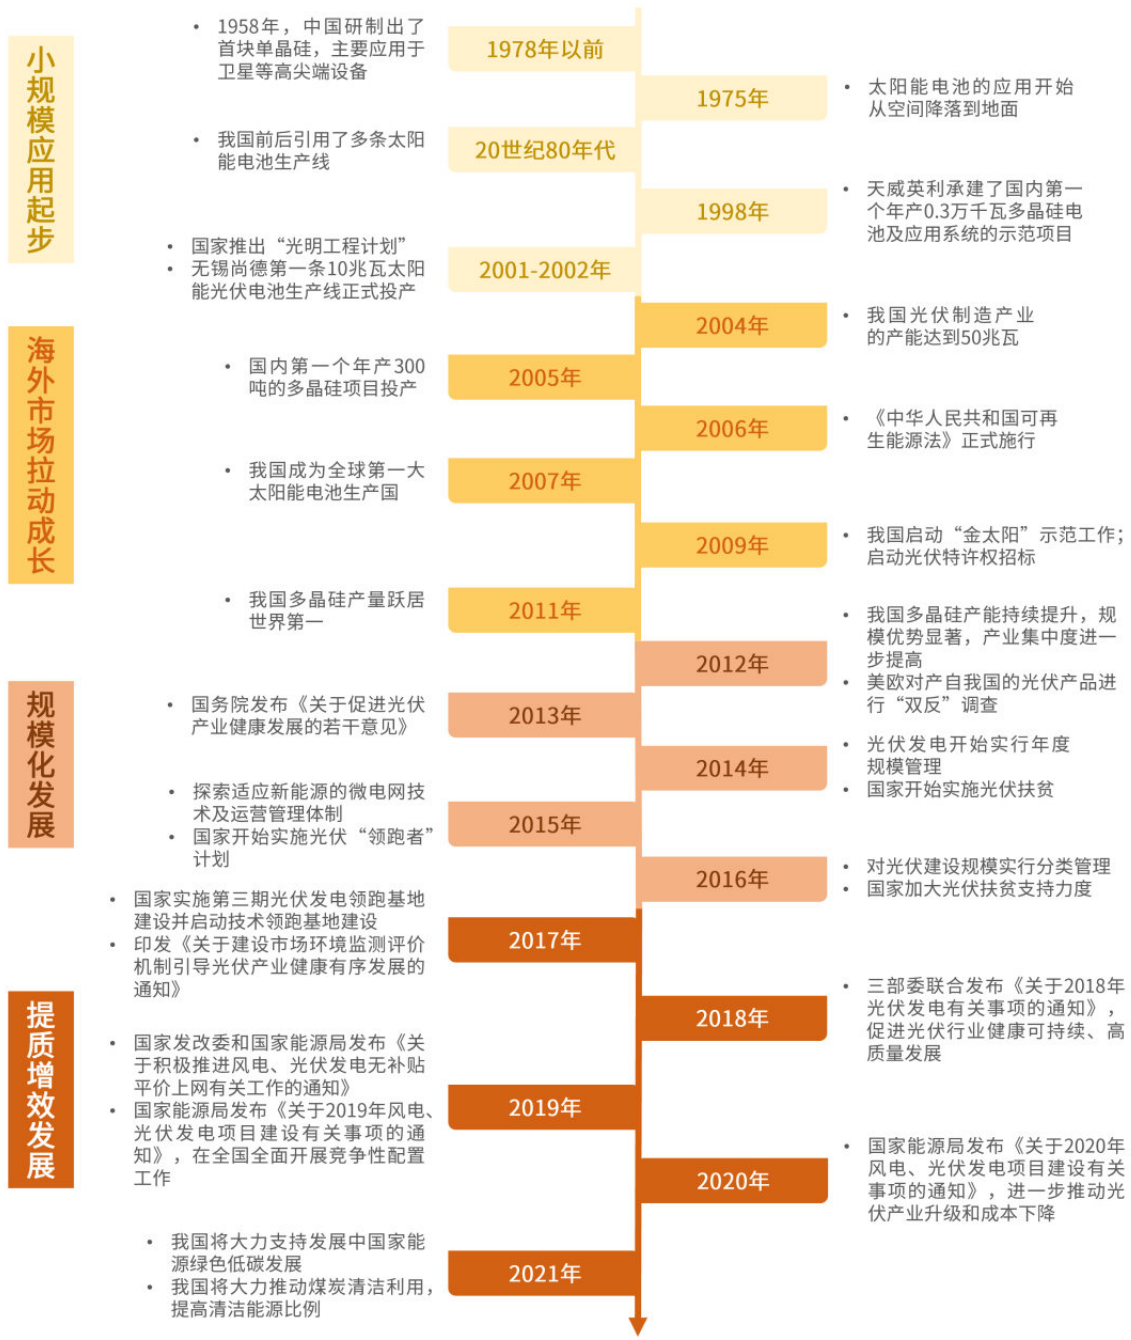 小规模应用起步
• 1958年，中国研制出了
首块单晶硅，主要应用于
卫星等高尖端设备
1978年以前
1975年
• 太阳能电池的应用开始
从空间降落到地面
• 我国前后引用了多条太阳
能电池生产线
20世纪80年代
1998年
• 天威英利承建了国内第一
个年产0.3万千瓦多晶硅电
池及应用系统的示范项目
• 国家推出“光明工程计划”
• 无锡尚德第一条10兆瓦太阳
能光伏电池生产线正式投产
2001-2002年
海外市场拉动成长
2004年
• 我国光伏制造产业
的产能达到50兆瓦
• 国内第一个年产300
吨的多晶硅项目投产
2005年
2006年
• 《中华人民共和国可再
生能源法》正式施行
• 我国成为全球第一大
太阳能电池生产国
2007年
2009年
• 我国启动“金太阳”示范工作；
启动光伏特许权招标
• 我国多晶硅产量跃居
世界第一
2011年
规模化发展
2012年
• 我国多晶硅产能持续提升，规
模优势显著，产业集中度进一
步提高
• 美欧对产自我国的光伏产品进
行“双反”调查
• 国务院发布《关于促进光伏
产业健康发展的若干意见》
2013年
2014年
• 光伏发电开始实行年度
规模管理
• 国家开始实施光伏扶贫
• 探索适应新能源的微电网技
术及运营管理体制
• 国家开始实施光伏“领跑者”
计划
2015年
2016年
• 对光伏建设规模实行分类管理
• 国家加大光伏扶贫支持力度
提质增效发展
• 国家实施第三期光伏发电领跑基地
建设并启动技术领跑基地建设
• 印发《关于建设市场环境监测评价
机制引导光伏产业健康有序发展的
通知》
2017年
2018年
• 三部委联合发布《关于2018年
光伏发电有关事项的通知》，
促进光伏行业健康可持续、高
质量发展
• 国家发改委和国家能源局发布《关
于积极推进风电、光伏发电无补贴
平价上网有关工作的通知》
• 国家能源局发布《关于2019年风电、
光伏发电项目建设有关事项的通
知》，在全国全面开展竞争性配置
工作
2019年
2020年
• 国家能源局发布《关于2020年
风电、光伏发电项目建设有关
事项的通知》，进一步推动光
伏产业升级和成本下降
• 我国将大力支持发展中国家能
源绿色低碳发展
• 我国将大力推动煤炭清洁利用，
提高清洁能源比例
2021年